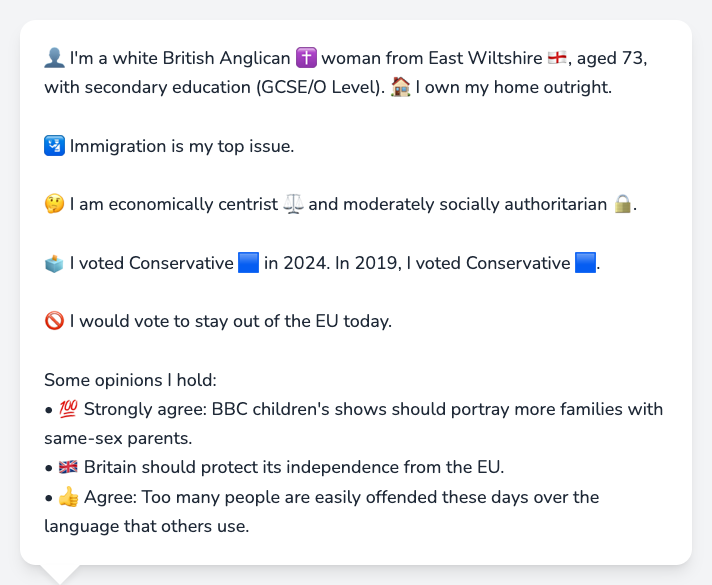 👤 I'm a white British Anglican ✝️ woman from East Wiltshire 🏴󠁧󠁢󠁥󠁮󠁧󠁿, aged 73,
with secondary education (GCSE/O Level). 🏠 I own my home outright.
🛂 Immigration is my top issue.
🤔 I am economically centrist ⚖️ and moderately socially authoritarian 🔒.
🗳️ I voted Conservative 🟦 in 2024. In 2019, I voted Conservative 🟦.
🚫 I would vote to stay out of the EU today.
Some opinions I hold:
• 💯 Strongly agree: BBC children's shows should portray more families with
same-sex parents.
• 🇬🇧 Britain should protect its independence from the EU.
• 👍 Agree: Too many people are easily offended these days over the
language that others use.